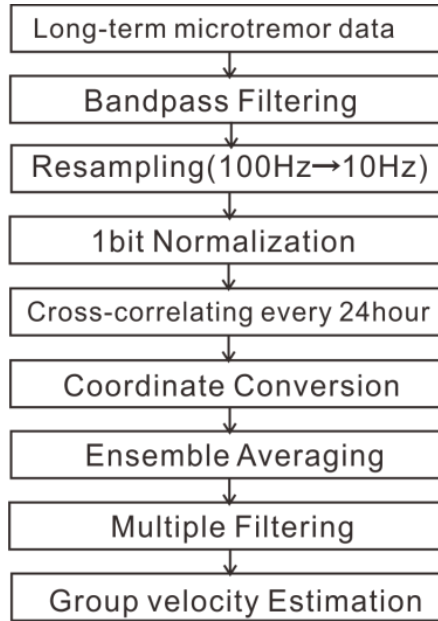 Long-term microtremor data
Bandpass Filtering
Resampling(100Hz→10Hz)
1bit Normalization
Cross-correlating every 24hour
Coordinate Conversion
Ensemble Averaging
Multiple Filtering
Group velocity Estimation